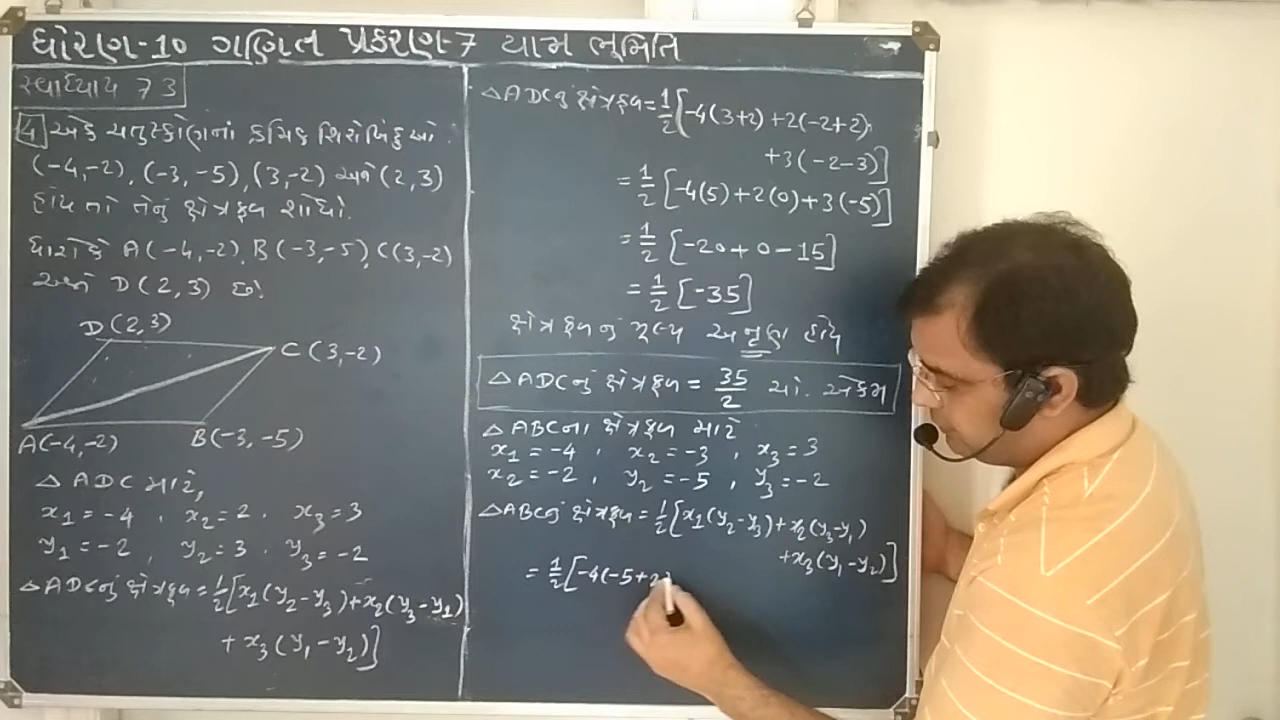 ધોરણ-10 ગણિત પ્રકરણ-7 યામ ભૂમિતિ
સ્વાધ્યાય 7.3
4 એક ચતુષ્કોણનાં ક્રમિક શિરોબિંદુઓ
(-4,-2), (-3,-5), (3,-2) અને (2,3)
હોય તો તેનું ક્ષેત્રફળ શોધો.
ધારો કે A(-4,-2), B(-3,-5), C(3,-2)
અને D(2,3) છે.
D(2,3)
C(3,-2)
A(-4,-2) B(-3,-5)
△ADC માટે,
x₁=-4, x₂=2, x₃=3
y₁=-2, y₂=3, y₃=-2
△ADCનું ક્ષેત્રફળ=1/2[x₁(y₂-y₃)+x₂(y₃-y₁)
+x₃(y₁-y₂)]
△ADCનું ક્ષેત્રફળ=1/2[-4(3+2)+2(-2+2)
+3(-2-3)]
=1/2[-4(5)+2(0)+3(-5)]
=1/2[-20+0-15]
=1/2[-35]
ક્ષેત્રફળનું મૂલ્ય અનૃણ હોય
△ADCનું ક્ષેત્રફળ=35/2 ચો. એકમ
△ABCના ક્ષેત્રફળ માટે
x₁=-4, x₂=-3, x₃=3
x₂=-2, y₂=-5, y₃=-2
△ABCનું ક્ષેત્રફળ=1/2[x₁(y₂-y₃)+x₂(y₃-y₁)
+x₃(y₁-y₂)]
=1/2[-4(-5+2)